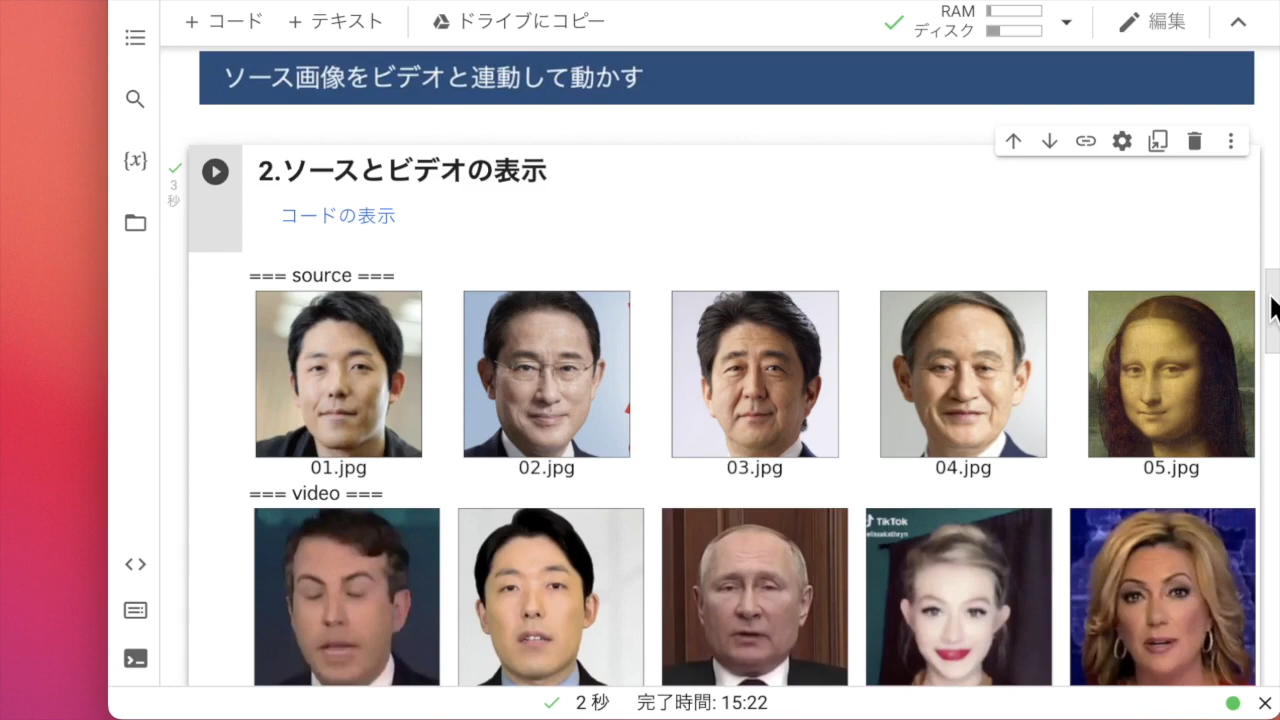 + コード + テキスト ドライブにコピー
RAM
ディスク
編集
ソース画像をビデオと連動して動かす
2.ソースとビデオの表示
コードの表示
{x}
3
秒
=== source ===
01.jpg 02.jpg 03.jpg 04.jpg 05.jpg
=== video ===
TikTok
2 秒 完了時間: 15:22